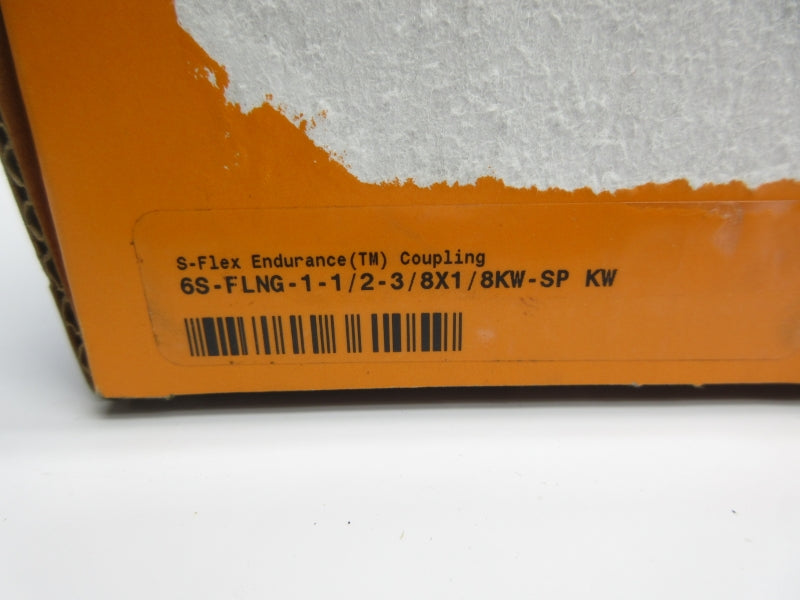 S-Flex Endurance(TM) Coupling
6S-FLNG-1-1/2-3/8X1/8KW-SP KW